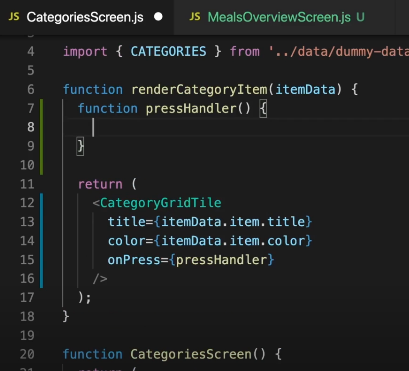 JS CategoriesScreen.js ● JS MealsOverviewScreen.js U
4 import { CATEGORIES } from '../data/dummy-data
5
6 function renderCategoryItem(itemData) {
7 function pressHandler() {
8
9 }
10
11 return (
12 <CategoryGridTile
13 title={itemData.item.title}
14 color={itemData.item.color}
15 onPress={pressHandler}
16 />
17 );
18 }
19
20 function CategoriesScreen() {